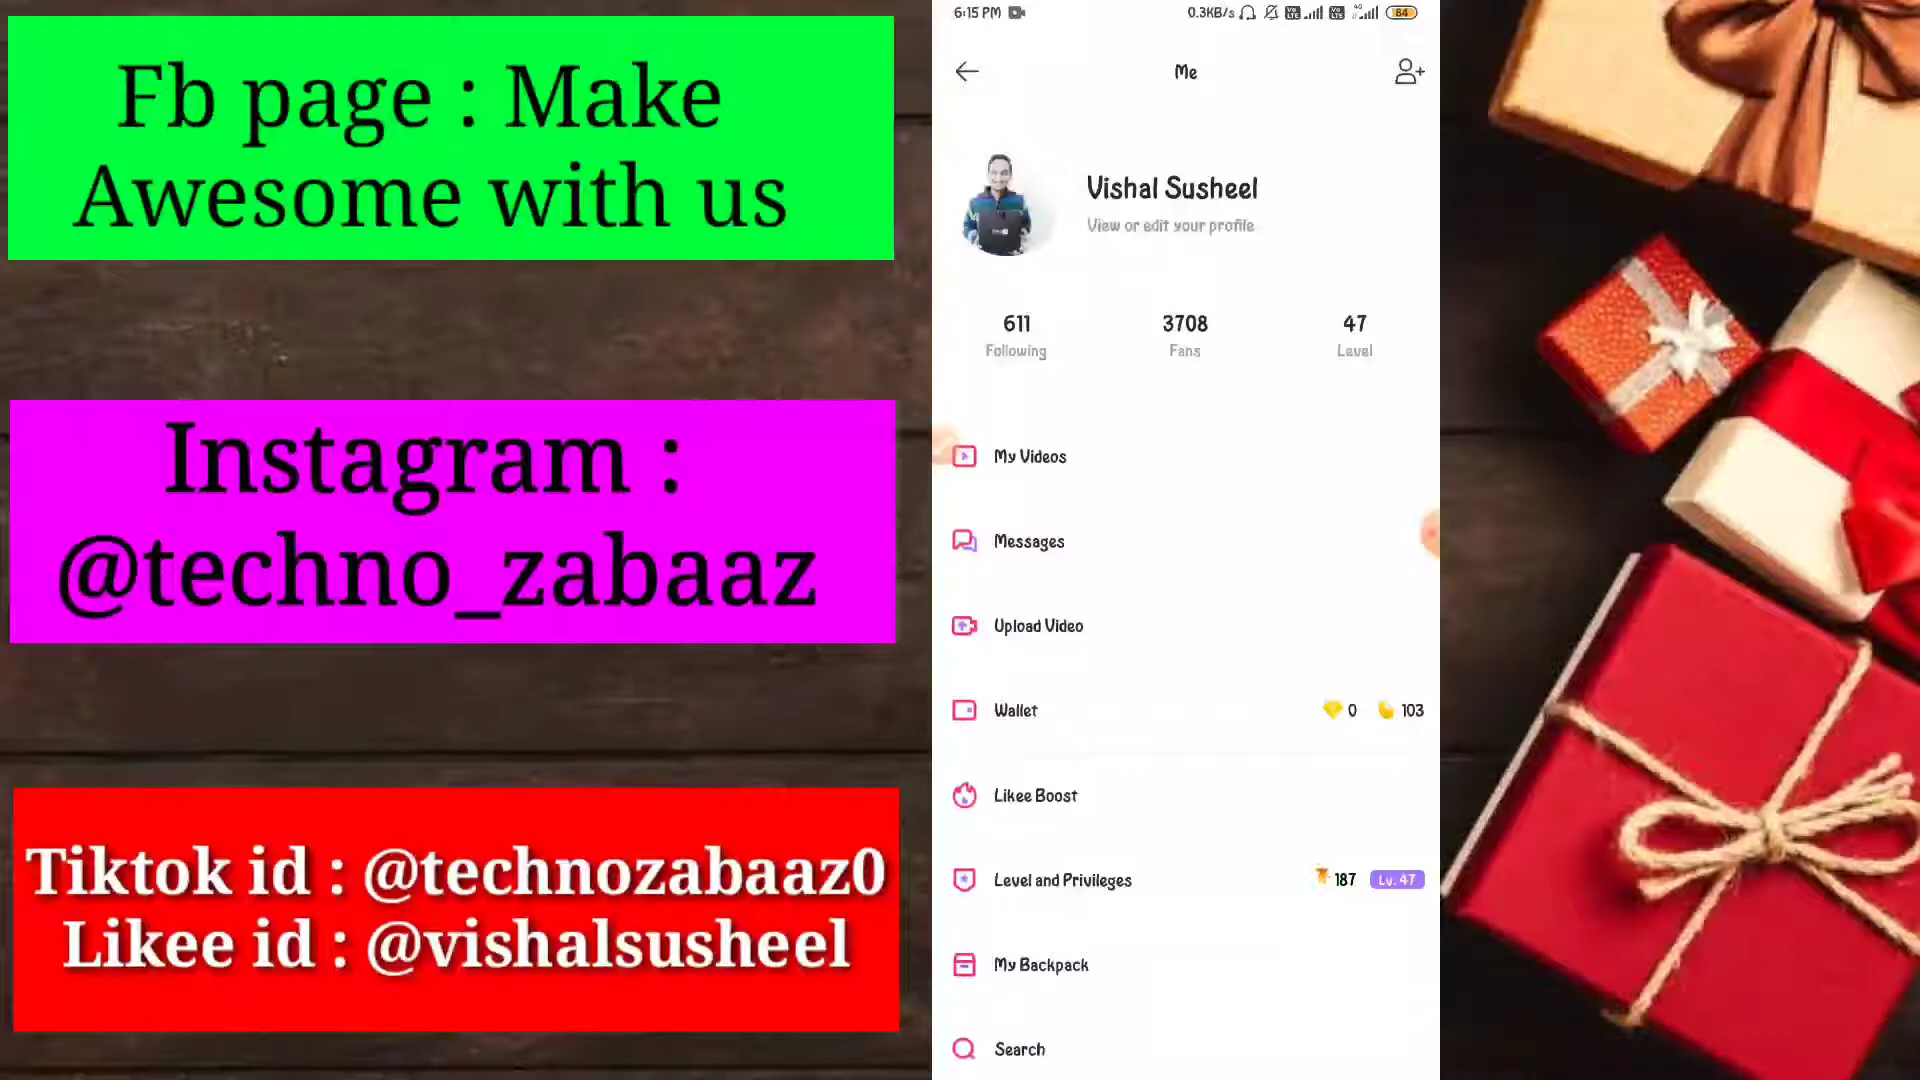 Fb page : Make
Awesome with us
Instagram :
@techno_zabaaz
Tiktok id : @technozabaaz0
Likee id : @vishalsusheel
6:15 PM
0.3KB/s
4G
64
Me
Vishal Susheel
View or edit your profile
611
3708
47
Following
Fans
Level
My Videos
Messages
Upload Video
Wallet
0
103
Likee Boost
Level and Privileges
187
Lv. 47
My Backpack
Search